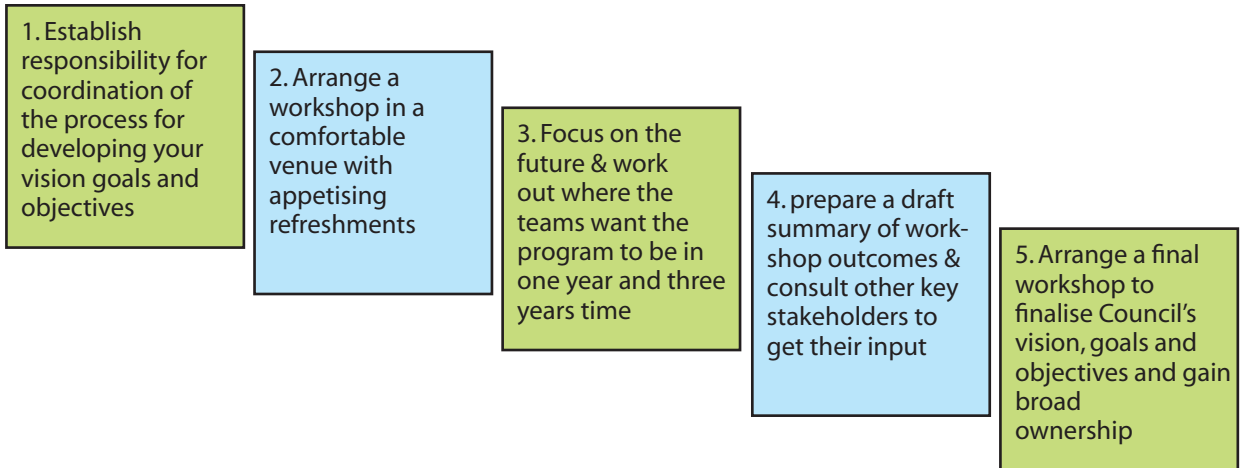 1. Establish
responsibility for
coordination of
the process for
developing your
vision goals and
objectives
2. Arrange a
workshop in a
comfortable
venue with
appetising
refreshments
3. Focus on the
future & work
out where the
teams want the
program to be in
one year and three
years time
4. prepare a draft
summary of work-
shop outcomes &
consult other key
stakeholders to
get their input
5. Arrange a final
workshop to
finalise Council’s
vision, goals and
objectives and gain
broad
ownership